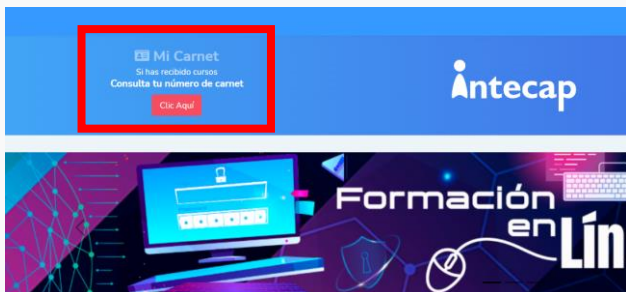 Mi Carnet
Si has recibido cursos
Consulta tu número de carnet
Clic Aquí
intecap
Formación
en
Lín